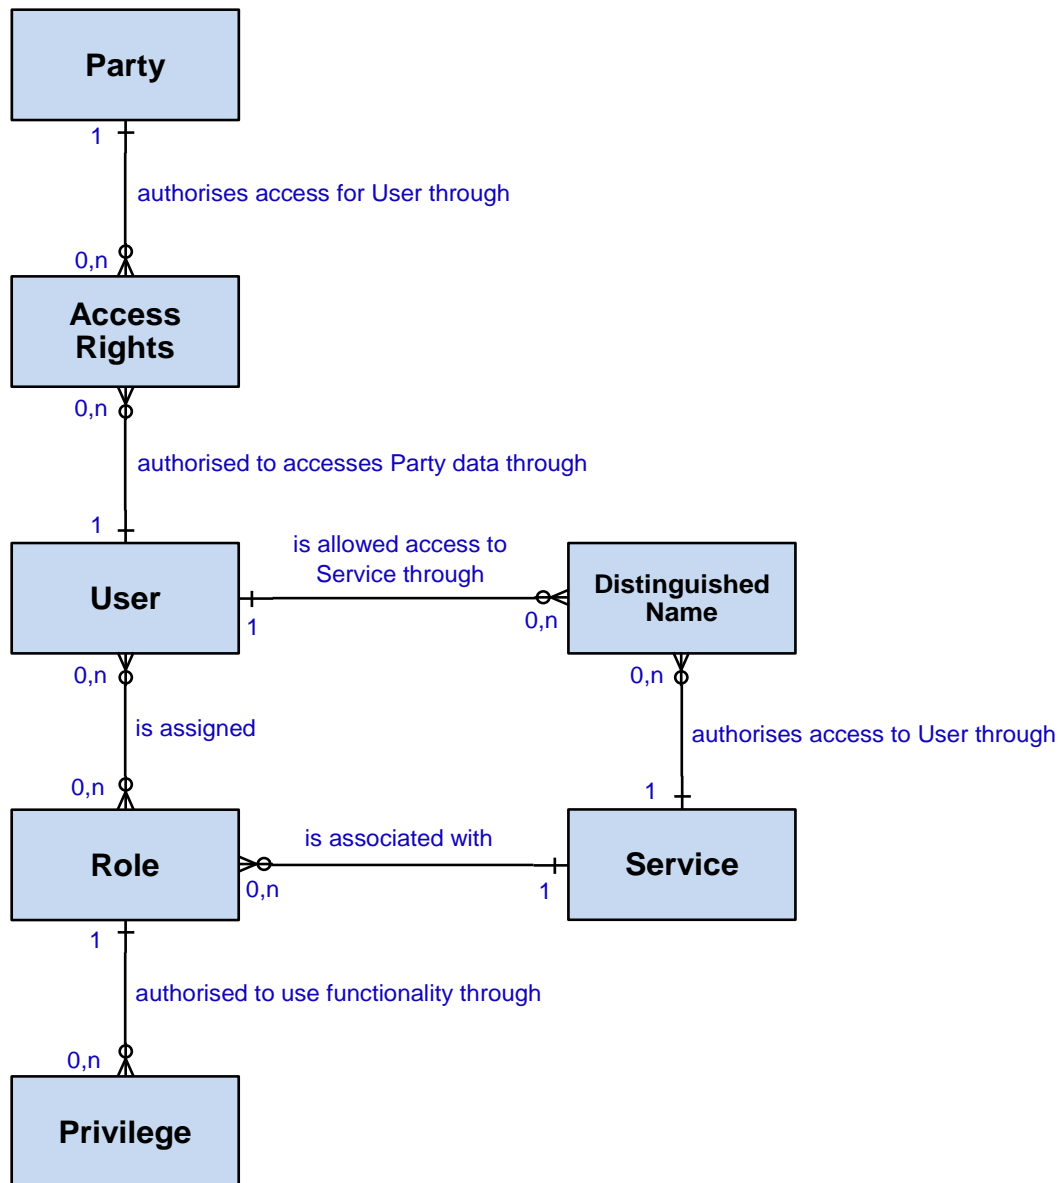 Party
1
authorises access for User through
0,n
Access
Rights
0,n
authorised to accesses Party data through
1
User
is allowed access to
Service through
1
0,n
Distinguished
Name
0,n
0,n
is assigned
authorises access to User through
0,n
1
Role
is associated with
0,n
1
Service
1
authorised to use functionality through
0,n
Privilege